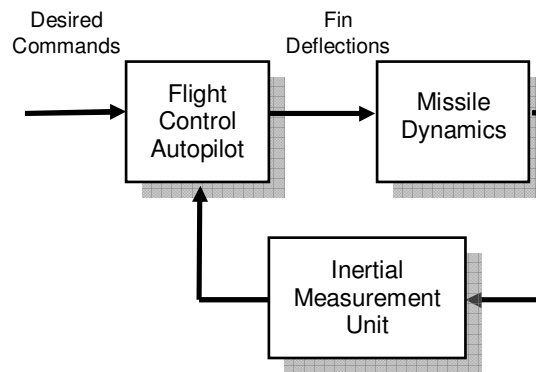 Desired
Commands
Fin
Deflections
Flight
Control
Autopilot
Missile
Dynamics
Inertial
Measurement
Unit